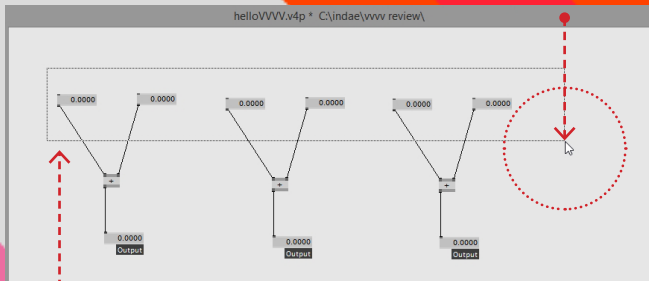 helloVVVV.v4p * C:\indae\vvvv review\
0.0000 0.0000 0.0000 0.0000 0.0000 0.0000
+ + +
0.0000 0.0000 0.0000
Output Output Output